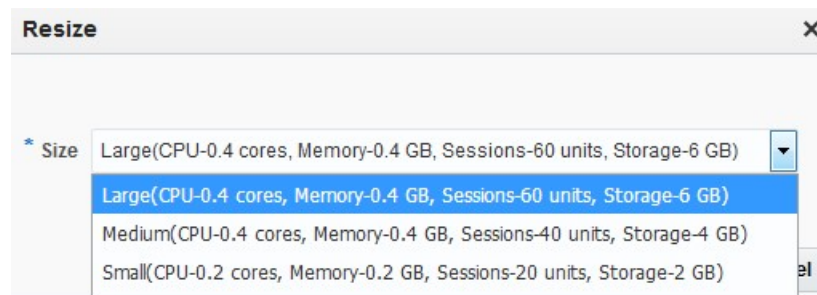 Resize
* Size Large(CPU-0.4 cores, Memory-0.4 GB, Sessions-60 units, Storage-6 GB)
Large(CPU-0.4 cores, Memory-0.4 GB, Sessions-60 units, Storage-6 GB)
Medium(CPU-0.4 cores, Memory-0.4 GB, Sessions-40 units, Storage-4 GB)
Small(CPU-0.2 cores, Memory-0.2 GB, Sessions-20 units, Storage-2 GB)
el